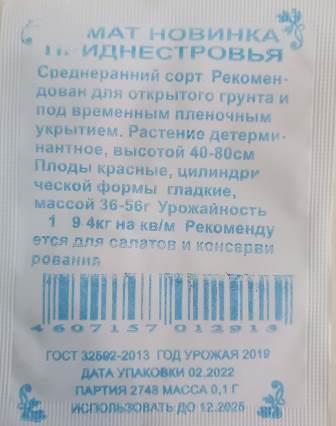 МАТ НОВИНКА
ПРИДНЕСТРОВЬЯ
Среднеранний сорт Рекомен-
дован для открытого грунта и
под временным пленочным
укрытием. Растение детерми-
нантное, высотой 40-80см
Плоды красные, цилиндри
ческой формы гладкие,
массой 36-56г Урожайность
1 9 4кг на кв/м Рекоменду
ется для салатов и консерви
рования
4607157012913
ГОСТ 32592-2013 ГОД УРОЖАЯ 2019
ДАТА УПАКОВКИ 02.2022
ПАРТИЯ 2748 МАССА 0,1 Г
ИСПОЛЬЗОВАТЬ ДО 12.2025